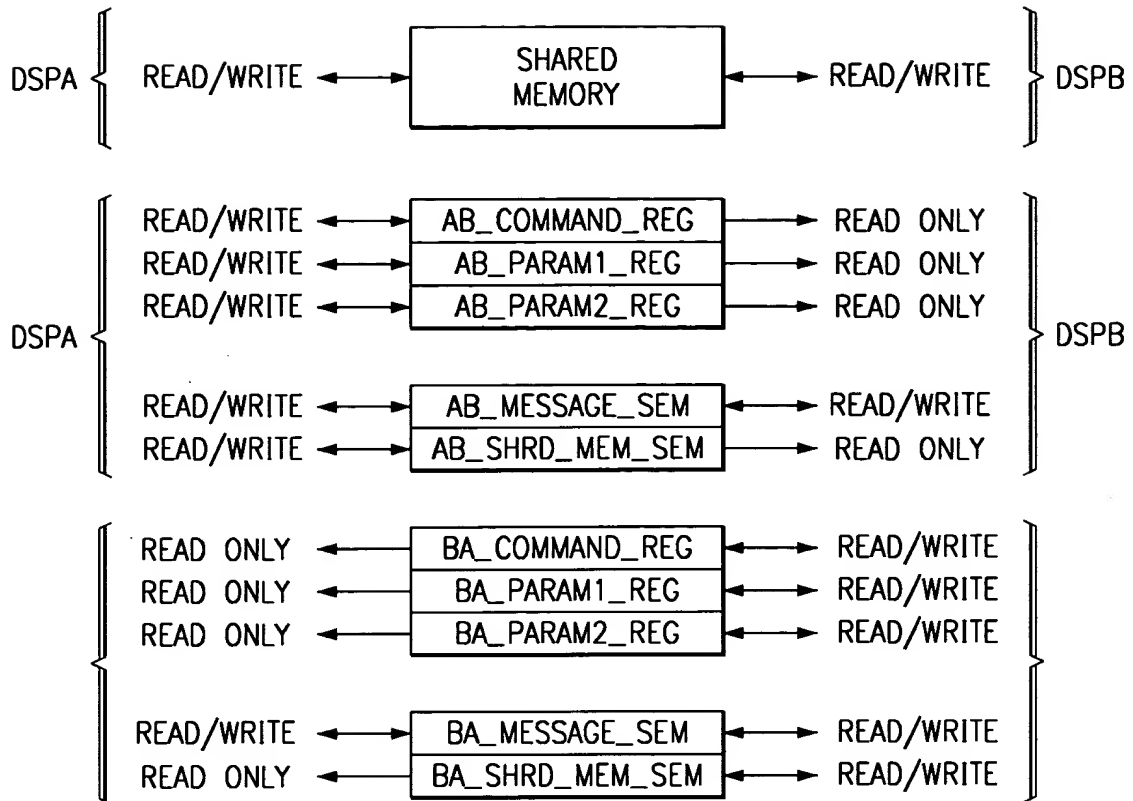 DSPA READ/WRITE SHARED MEMORY READ/WRITE DSPB
READ/WRITE AB_COMMAND_REG READ ONLY
READ/WRITE AB_PARAM1_REG READ ONLY
READ/WRITE AB_PARAM2_REG READ ONLY
DSPA DSPB
READ/WRITE AB_MESSAGE_SEM READ/WRITE
READ/WRITE AB_SHRD_MEM_SEM READ ONLY
READ ONLY BA_COMMAND_REG READ/WRITE
READ ONLY BA_PARAM1_REG READ/WRITE
READ ONLY BA_PARAM2_REG READ/WRITE
READ/WRITE BA_MESSAGE_SEM READ/WRITE
READ ONLY BA_SHRD_MEM_SEM READ/WRITE